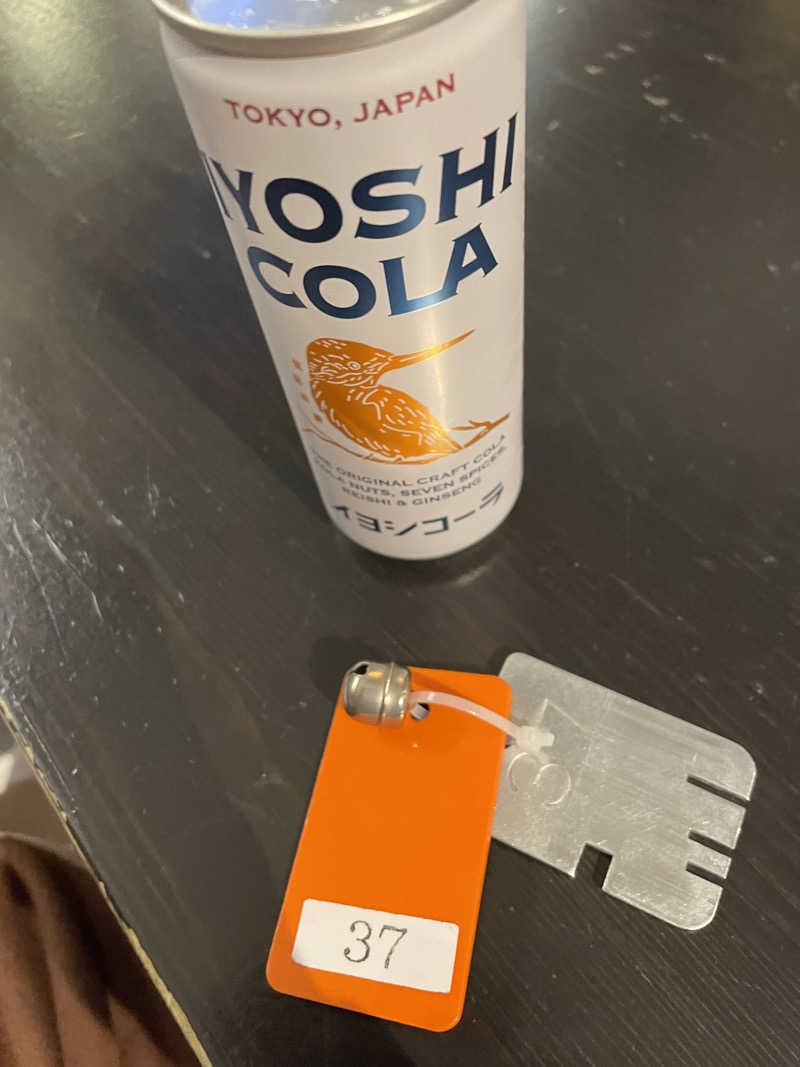 TOKYO, JAPAN
IYOSHI
COLA
THE ORIGINAL CRAFT COLA
COLA NUTS, SEVEN SPICES,
REISHI & GINSENG
イヨシコーラ
37